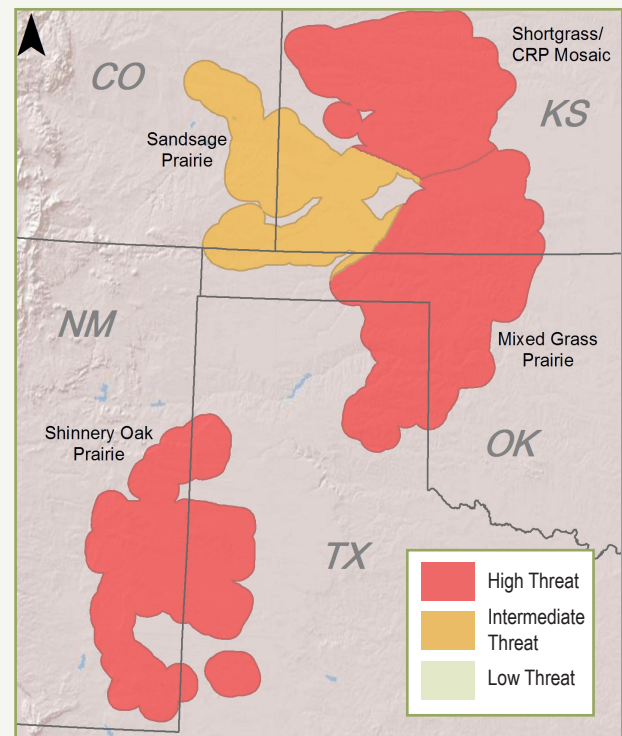 CO
Shortgrass/
CRP Mosaic
KS
Sandsage
Prairie
NM
Mixed Grass
Prairie
Shinnery Oak
Prairie
OK
TX
High Threat
Intermediate
Threat
Low Threat